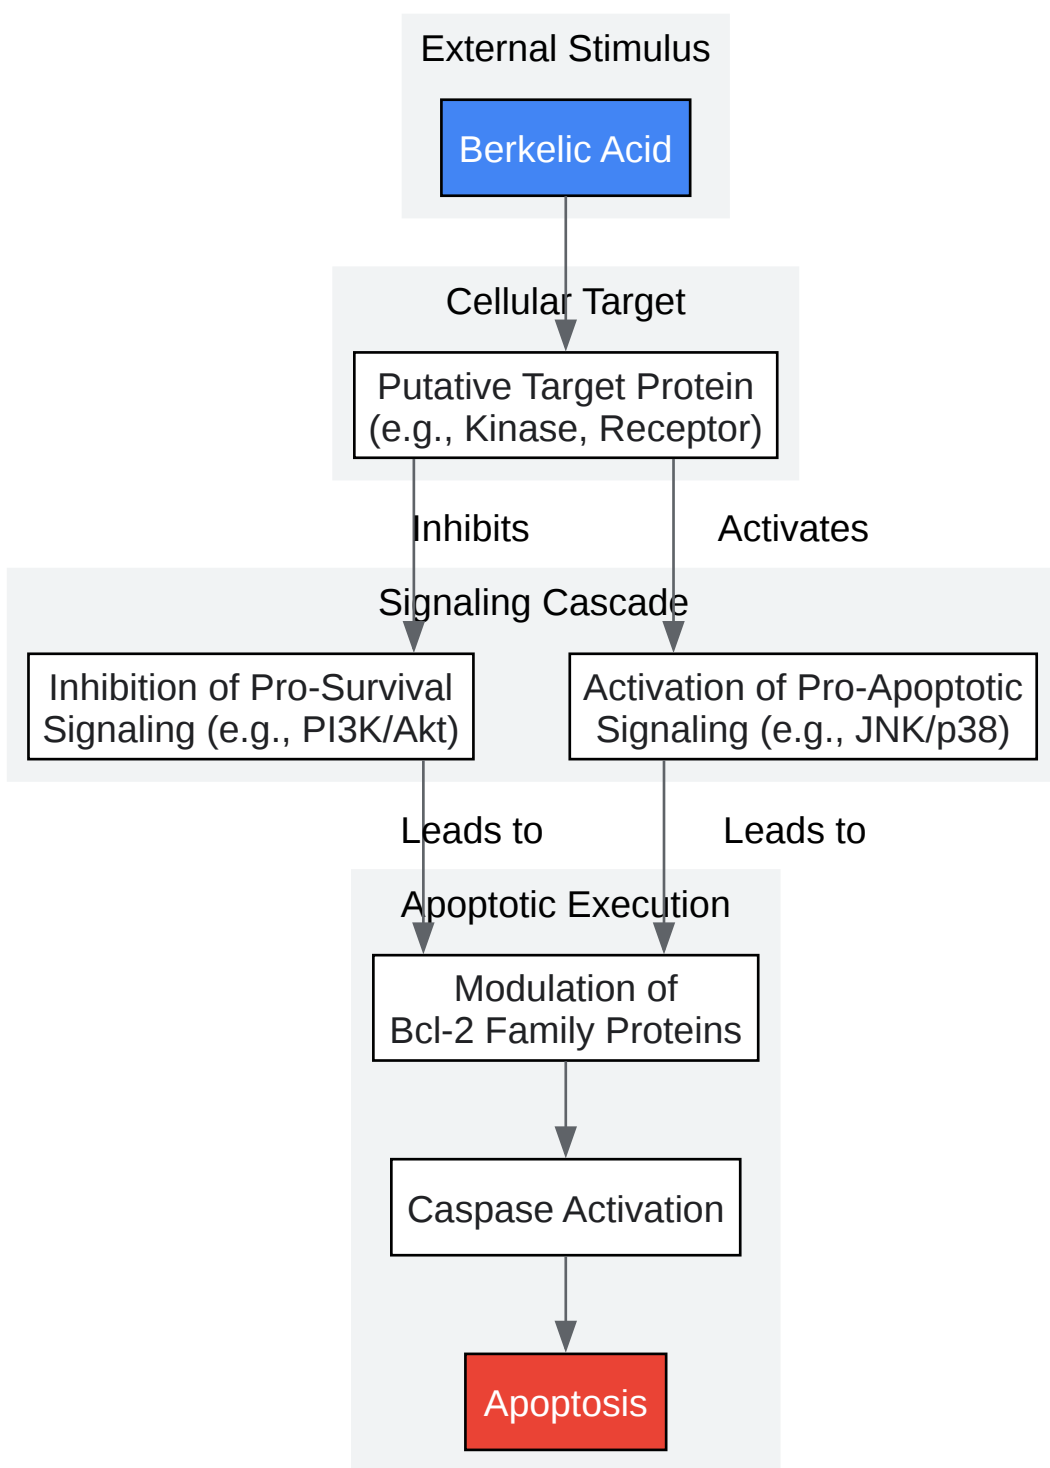 External Stimulus
Berkelic Acid
Cellular Target
Putative Target Protein
(e.g., Kinase, Receptor)
Inhibits
Activates
Signaling Cascade
Inhibition of Pro-Survival
Signaling (e.g., PI3K/Akt)
Activation of Pro-Apoptotic
Signaling (e.g., JNK/p38)
Leads to
Leads to
Apoptotic Execution
Modulation of
Bcl-2 Family Proteins
Caspase Activation
Apoptosis